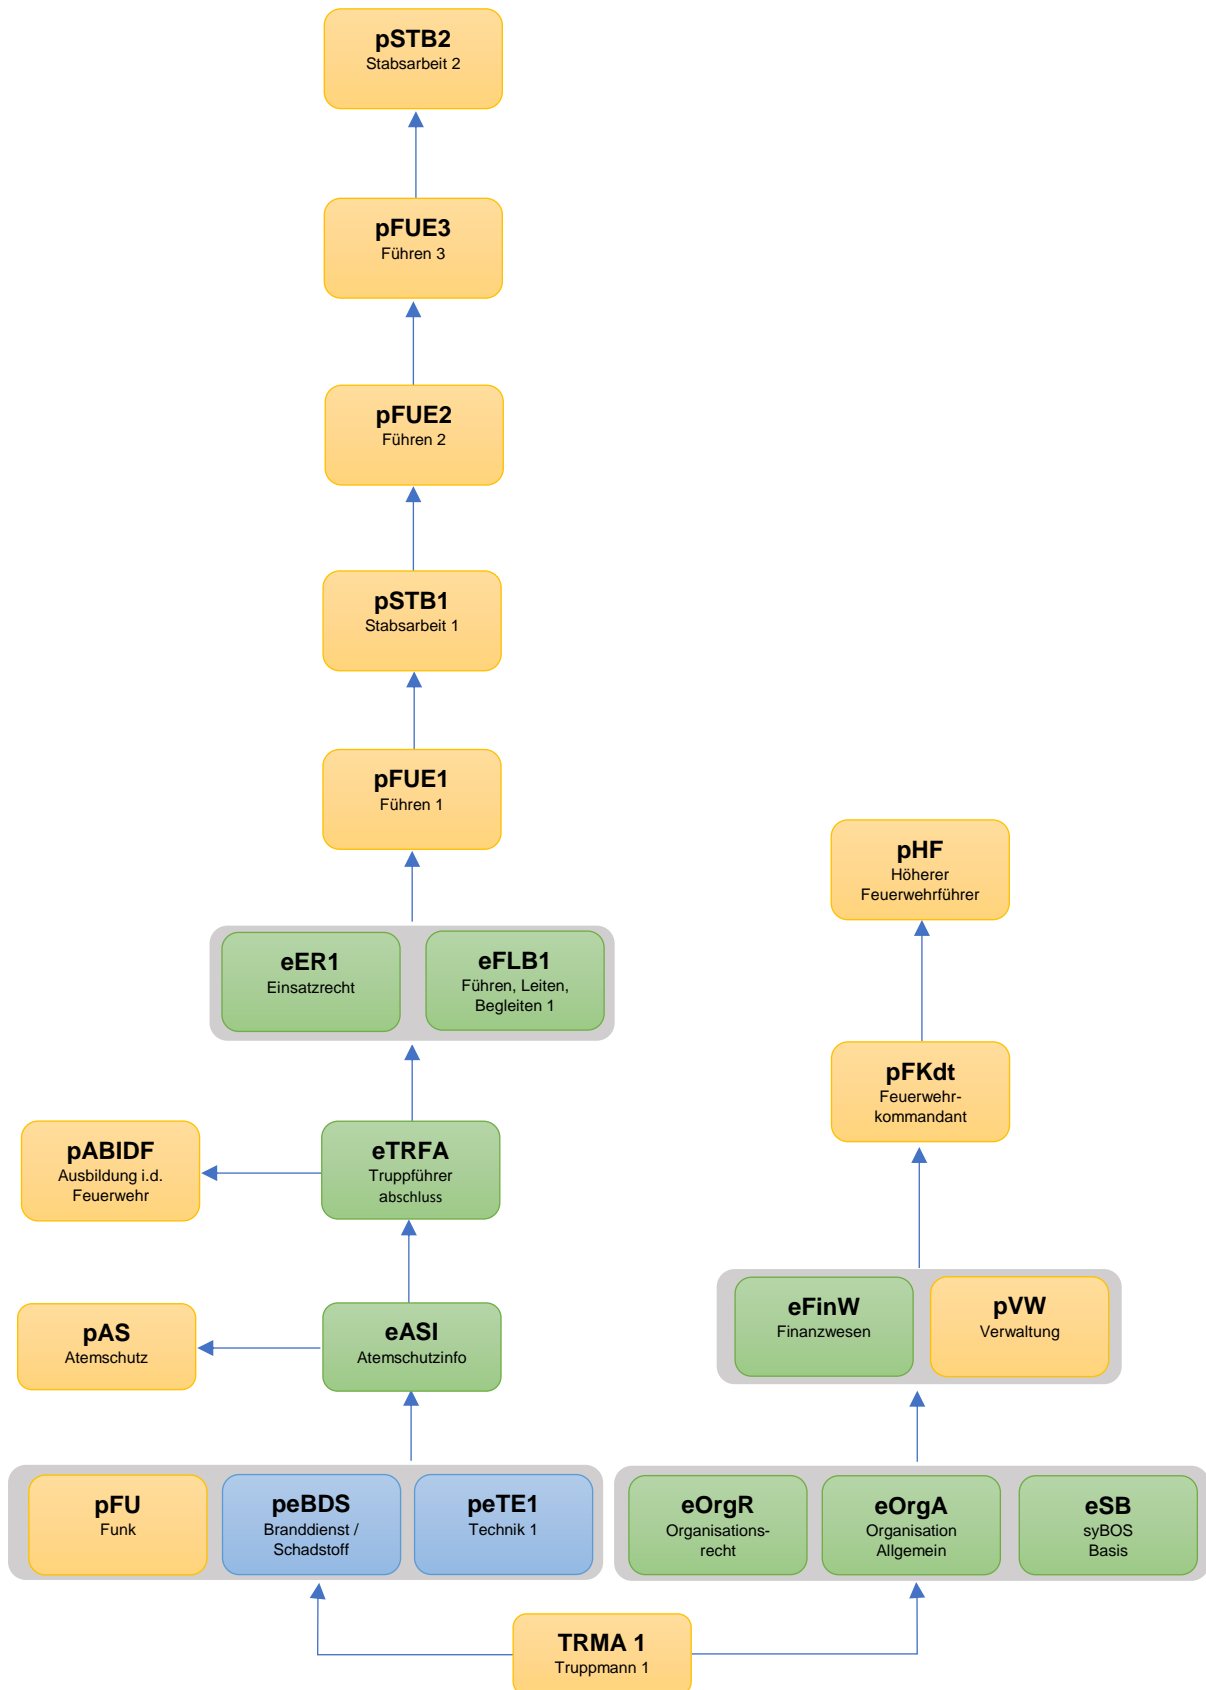 pSTB2
Stabsarbeit 2
pFUE3
Führen 3
pFUE2
Führen 2
pSTB1
Stabsarbeit 1
pFUE1
Führen 1
pHF
Höherer
Feuerwehrführer
eER1
Einsatzrecht
eFLB1
Führen, Leiten,
Begleiten 1
pFKdt
Feuerwehr-
kommandant
pABIDF
Ausbildung i.d.
Feuerwehr
eTRFA
Truppführer
abschluss
eFinW
Finanzwesen
pVW
Verwaltung
pAS
Atemschutz
eASI
Atemschutzinfo
pFU
Funk
peBDS
Branddienst /
Schadstoff
peTE1
Technik 1
eOrgR
Organisations-
recht
eOrgA
Organisation
Allgemein
eSB
syBOS
Basis
TRMA 1
Truppmann 1